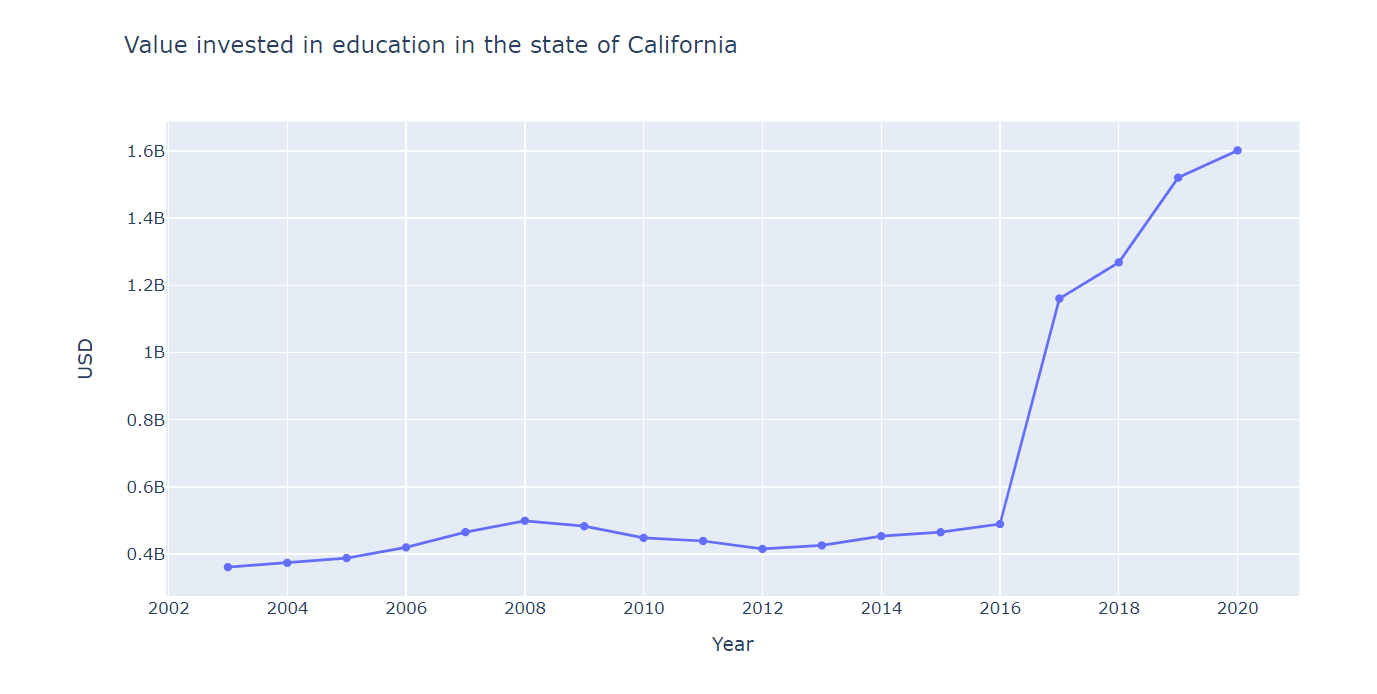 Value invested in education in the state of California
1.6B
1.4B
1.2B
1B
0.8B
0.6B
0.4B
USD
2002 2004 2006 2008 2010 2012 2014 2016 2018 2020
Year